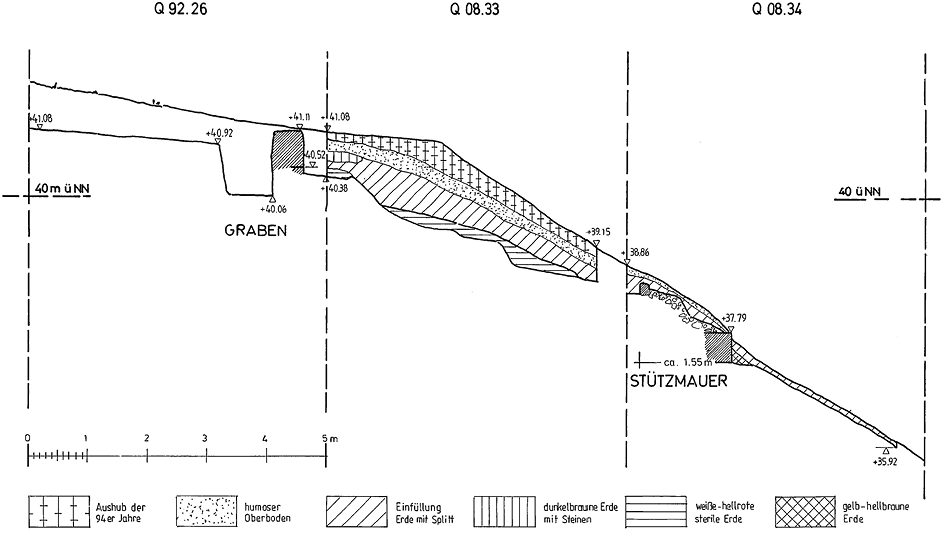 Q 92.26 Q 08.33 Q 08.34
+41.08
+40.92
+41.11
+41.08
40.52
+40.38
+40.06
40 m ü NN
40 ü NN
GRABEN
+39.15
+38.86
+37.79
ca. 1.55 m
STÜTZMAUER
+35.92
0 1 2 3 4 5 m
Aushub der
94er Jahre
humoser
Oberboden
Einfüllung
Erde mit Splitt
dunkelbraune Erde
mit Steinen
weiße-hellrote
sterile Erde
gelb-hellbraune
Erde